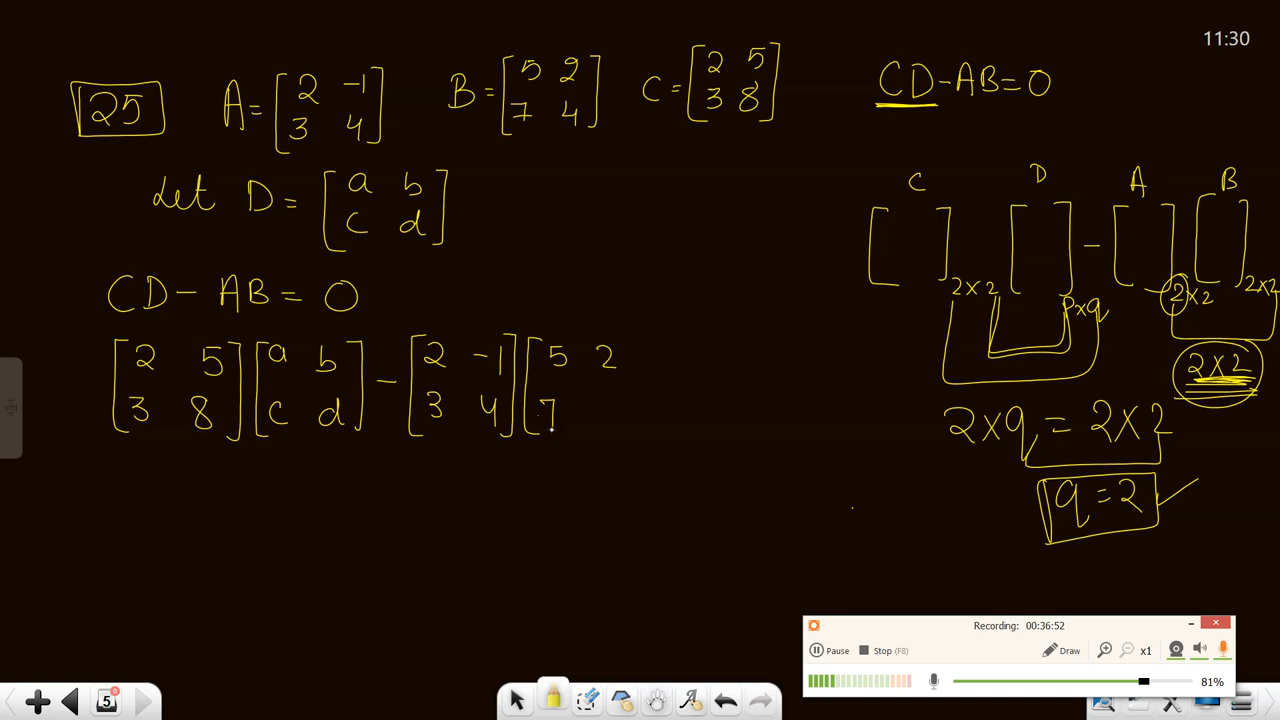 11:30
25 A = [2 -1; 3 4] B = [5 2; 7 4] C = [2 5; 3 8] CD-AB=0
Let D = [a b; c d]
C D A B
[ ]2x2 [ ]pxq - [ ]2x2 [ ]2x2
2x2
CD - AB = 0
[2 5; 3 8] [a b; c d] - [2 -1; 3 4] [5 2; 7
2xq = 2x2
q = 2
Recording: 00:36:52
Pause Stop (F8) Draw x1
81%
5 0